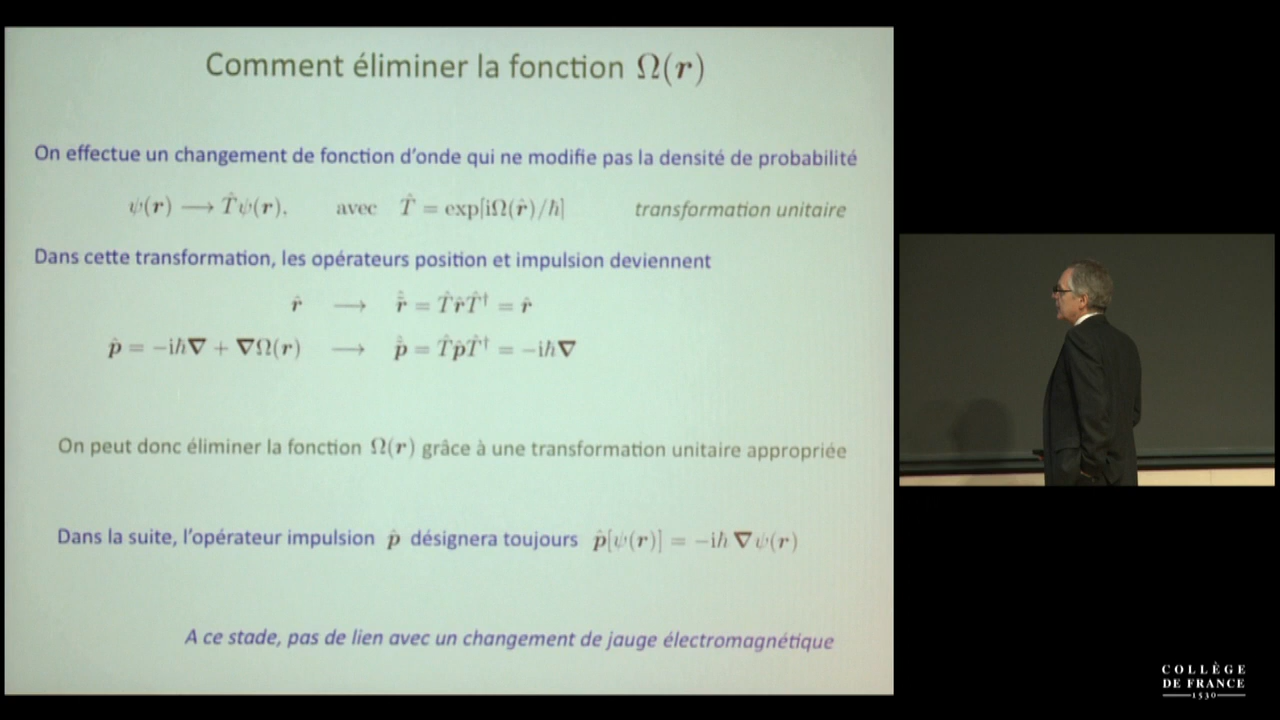 Comment éliminer la fonction Ω(r)
On effectue un changement de fonction d'onde qui ne modifie pas la densité de probabilité
ψ(r) ⟶ T̂ψ(r), avec T̂ = exp[iΩ(r̂)/ħ] transformation unitaire
Dans cette transformation, les opérateurs position et impulsion deviennent
r̂ ⟶ r̂̃ = T̂r̂T̂† = r̂
p̂ = −iħ∇ + ∇Ω(r) ⟶ p̂̃ = T̂p̂T̂† = −iħ∇
On peut donc éliminer la fonction Ω(r) grâce à une transformation unitaire appropriée
Dans la suite, l'opérateur impulsion p̂ désignera toujours p̂[ψ(r)] = −iħ ∇ψ(r)
A ce stade, pas de lien avec un changement de jauge électromagnétique
COLLÈGE
DE FRANCE
1530